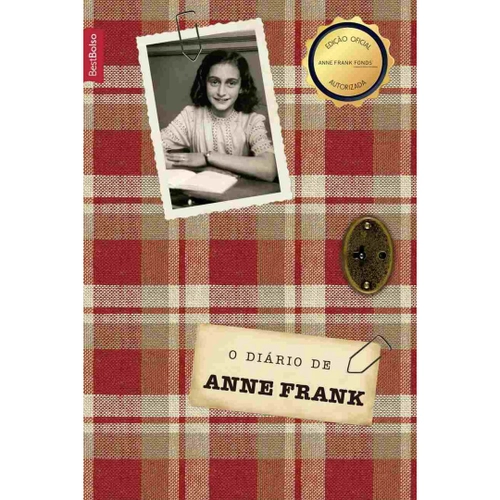 BestBolso
EDIÇÃO OFICIAL
ANNE FRANK FONDS
AUTORIZADA
O DIÁRIO DE
ANNE FRANK